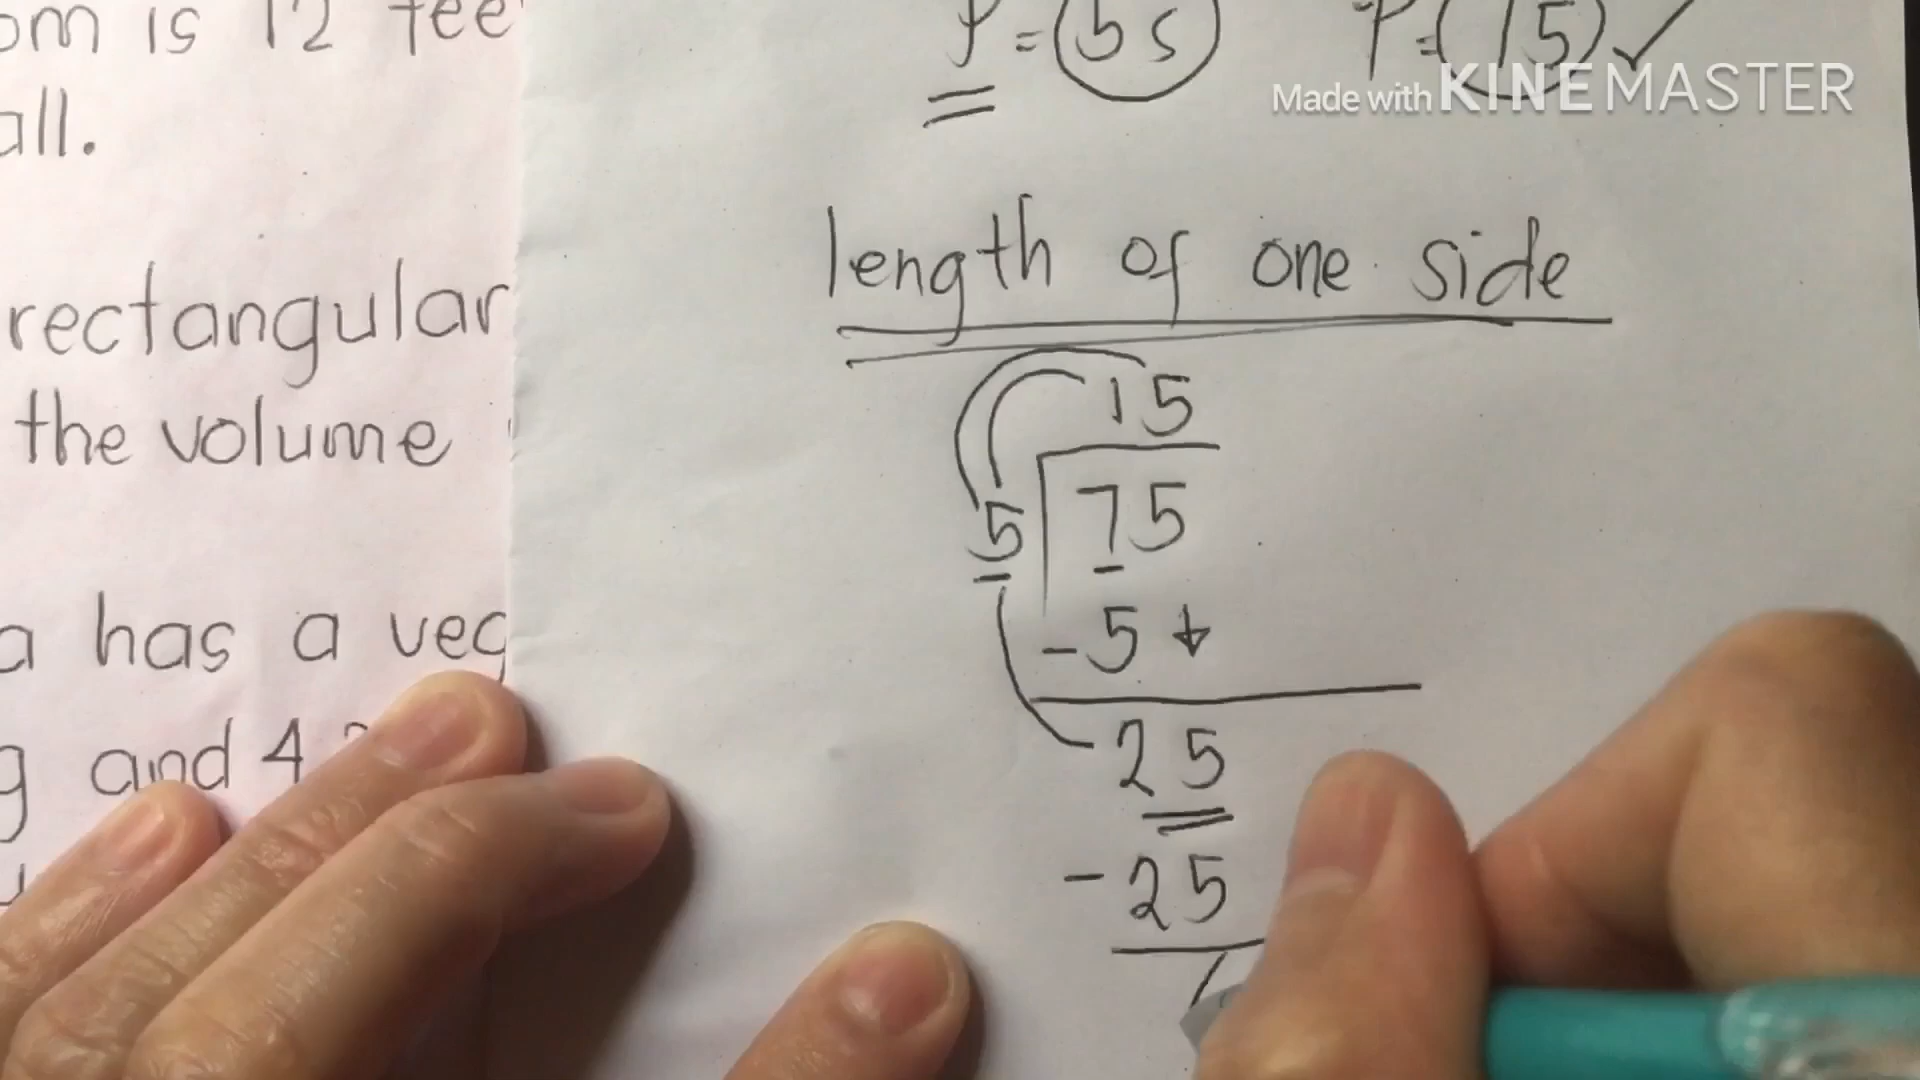 om is 12 fee
all.
rectangular
the volume
a has a veg
g and 4
P = 5s P = 15 ✓
Made with KINEMASTER
length of one side
15
5 75
- 5
25
- 25